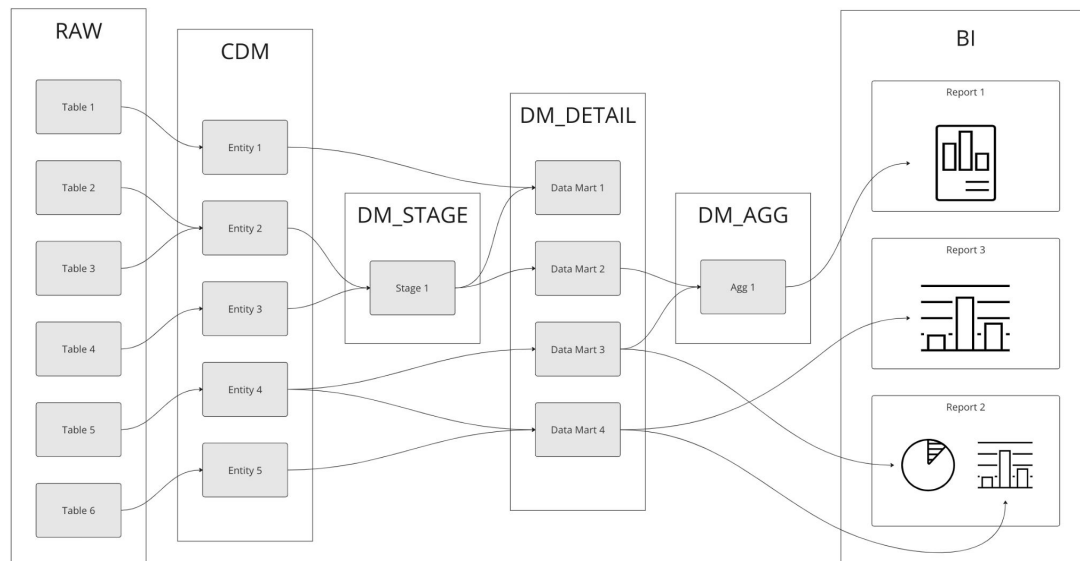 RAW
Table 1
Table 2
Table 3
Table 4
Table 5
Table 6
CDM
Entity 1
Entity 2
Entity 3
Entity 4
Entity 5
DM_STAGE
Stage 1
DM_DETAIL
Data Mart 1
Data Mart 2
Data Mart 3
Data Mart 4
DM_AGG
Agg 1
BI
Report 1
Report 3
Report 2